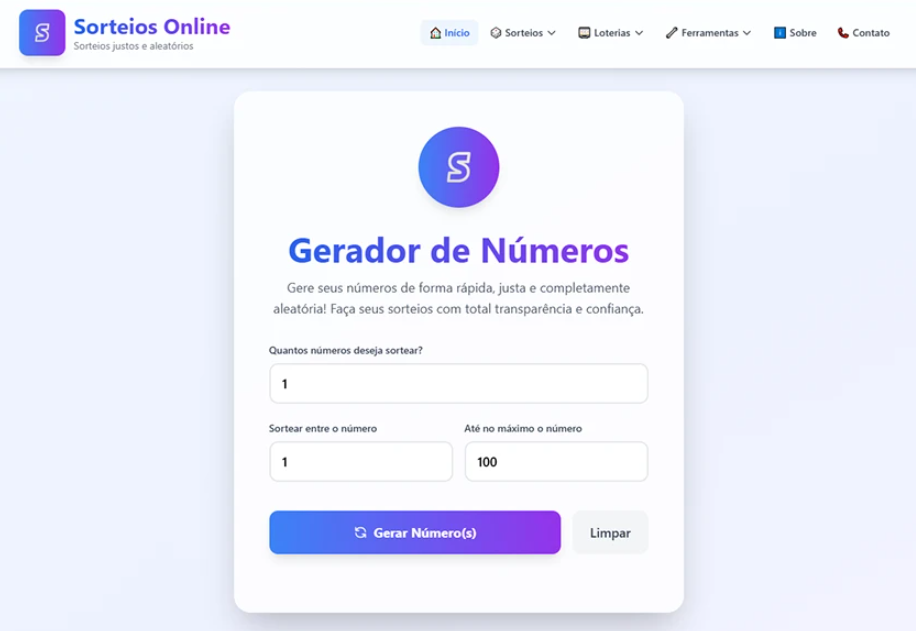 S
Sorteios Online
Sorteios justos e aleatórios
Início
Sorteios
Loterias
Ferramentas
Sobre
Contato
S
Gerador de Números
Gere seus números de forma rápida, justa e completamente
aleatória! Faça seus sorteios com total transparência e confiança.
Quantos números deseja sortear?
1
Sortear entre o número
Até no máximo o número
1
100
Gerar Número(s)
Limpar